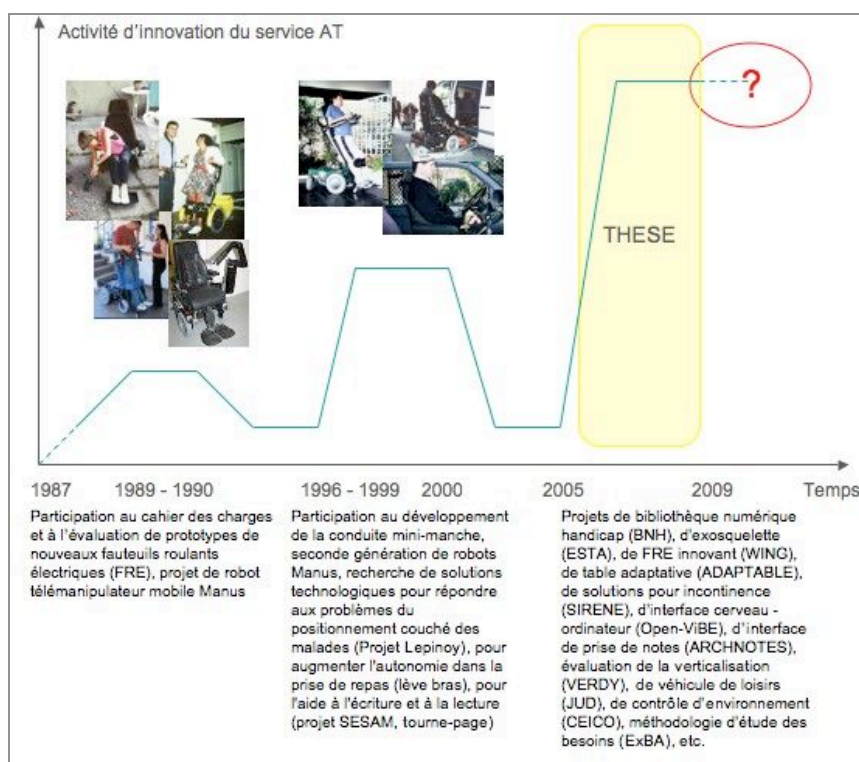 Activité d'innovation du service AT
?
THESE
1987
1989 - 1990
1996 - 1999
2000
2005
2009
Temps
Participation au cahier des charges
et à l'évaluation de prototypes de
nouveaux fauteuils roulants
électriques (FRE), projet de robot
télémanipulateur mobile Manus
Participation au développement
de la conduite mini-manche,
seconde génération de robots
Manus, recherche de solutions
technologiques pour répondre
aux problèmes du
positionnement couché des
malades (Projet Lepinoy), pour
augmenter l'autonomie dans la
prise de repas (lève bras), pour
l'aide à l'écriture et à la lecture
(projet SESAM, tourne-page)
Projets de bibliothèque numérique
handicap (BNH), d'exosquelette
(ESTA), de FRE innovant (WING),
de table adaptative (ADAPTABLE),
de solutions pour incontinence
(SIRENE), d'interface cerveau -
ordinateur (Open-ViBE), d'interface
de prise de notes (ARCHNOTES),
évaluation de la verticalisation
(VERDY), de véhicule de loisirs
(JUD), de contrôle d'environnement
(CEICO), méthodologie d'étude des
besoins (ExBA), etc.